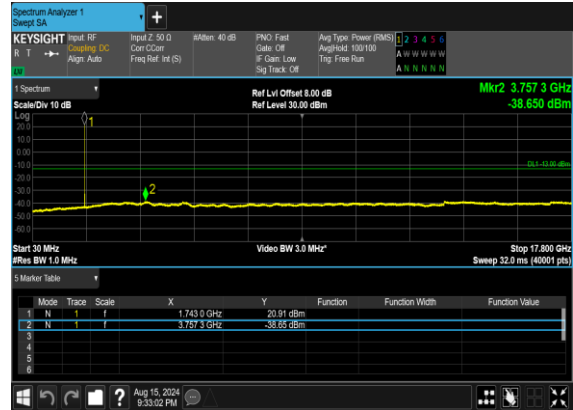 Spectrum Analyzer 1
Swept SA
+
KEYSIGHT Input: RF Input Z: 50 Ω #Atten: 40 dB PNO: Fast Avg Type: Power (RMS) 1 2 3 4 5 6
R T Coupling: DC Corr CCorr Gate: Off Avg|Hold: 100/100 A W W W W W
Align: Auto Freq Ref: Int (S) IF Gain: Low Trig: Free Run
LXI Sig Track: Off A N N N N N
1 Spectrum Ref Lvl Offset 8.00 dB Mkr2 3.757 3 GHz
Scale/Div 10 dB Ref Level 30.00 dBm -38.650 dBm
Log
1
20.0
10.0
0.00
-10.0
DL1 -13.00 dBm
-20.0
-30.0
2
-40.0
-50.0
-60.0
Start 30 MHz Video BW 3.0 MHz* Stop 17.800 GHz
#Res BW 1.0 MHz Sweep 32.0 ms (40001 pts)
5 Marker Table
Mode Trace Scale X Y Function Function Width Function Value
1 N 1 f 1.743 0 GHz 20.91 dBm
2 N 1 f 3.757 3 GHz -38.65 dBm
3
4
5
6
? Aug 15, 2024
9:33:02 PM